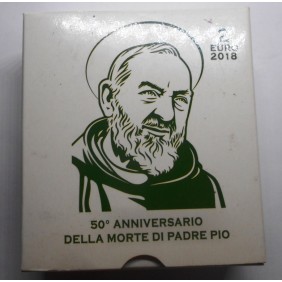 2
EURO
2018
50° ANNIVERSARIO
DELLA MORTE DI PADRE PIO